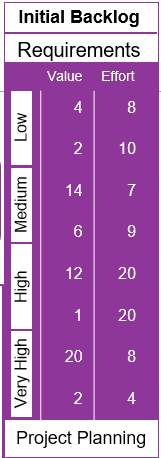 Initial Backlog
Requirements
Value Effort
Low
4 8
2 10
Medium
14 7
6 9
High
12 20
1 20
Very High
20 8
2 4
Project Planning